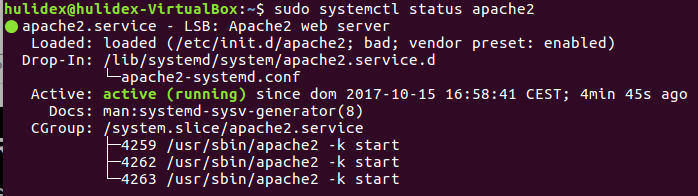 hulidex@hulidex-VirtualBox:~$ sudo systemctl status apache2
● apache2.service - LSB: Apache2 web server
   Loaded: loaded (/etc/init.d/apache2; bad; vendor preset: enabled)
  Drop-In: /lib/systemd/system/apache2.service.d
           └─apache2-systemd.conf
   Active: active (running) since dom 2017-10-15 16:58:41 CEST; 4min 45s ago
     Docs: man:systemd-sysv-generator(8)
   CGroup: /system.slice/apache2.service
           ├─4259 /usr/sbin/apache2 -k start
           ├─4262 /usr/sbin/apache2 -k start
           └─4263 /usr/sbin/apache2 -k start